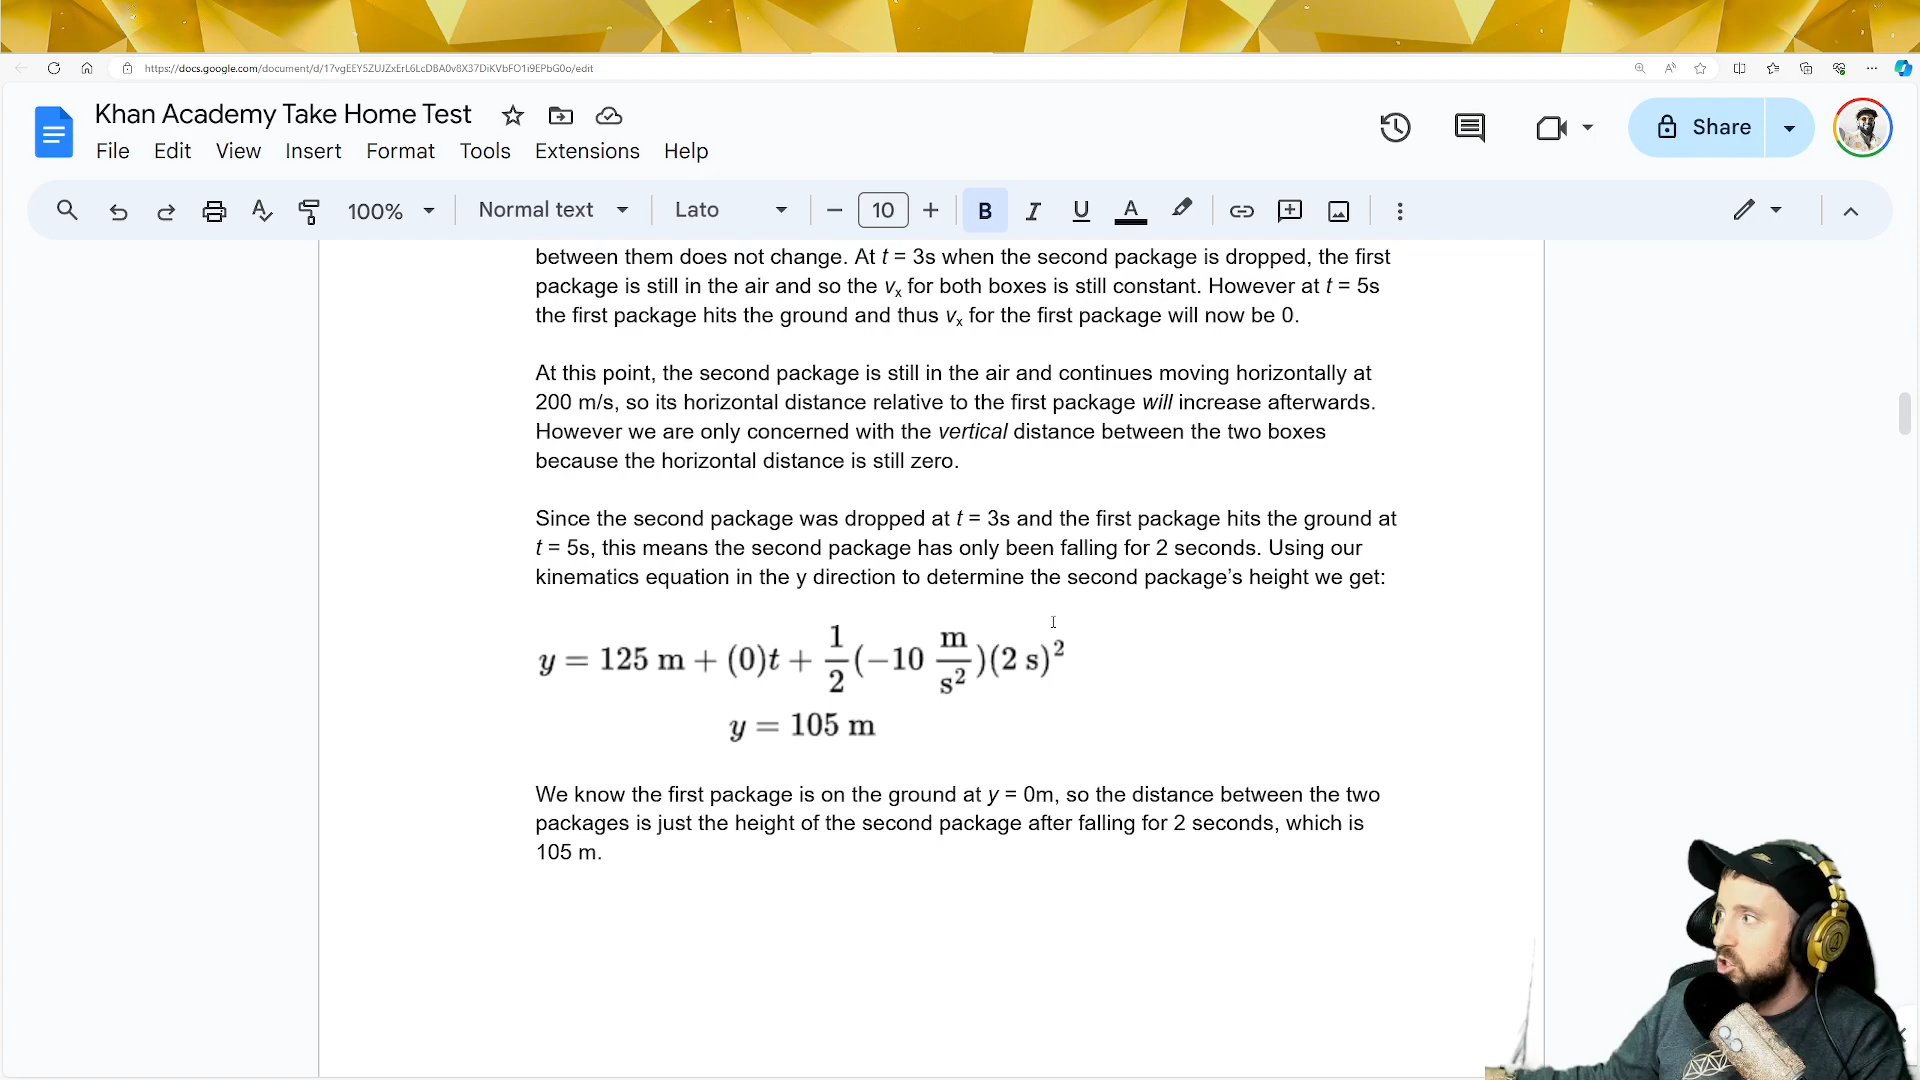 https://docs.google.com/document/d/17vgEEY5ZUJZxErL6LcDBA0v8X37DiKVbFO1i9EPbG0o/edit
Khan Academy Take Home Test
File Edit View Insert Format Tools Extensions Help
Share
100% Normal text Lato 10 B I U A
between them does not change. At t = 3s when the second package is dropped, the first
package is still in the air and so the vₓ for both boxes is still constant. However at t = 5s
the first package hits the ground and thus vₓ for the first package will now be 0.
At this point, the second package is still in the air and continues moving horizontally at
200 m/s, so its horizontal distance relative to the first package will increase afterwards.
However we are only concerned with the vertical distance between the two boxes
because the horizontal distance is still zero.
Since the second package was dropped at t = 3s and the first package hits the ground at
t = 5s, this means the second package has only been falling for 2 seconds. Using our
kinematics equation in the y direction to determine the second package's height we get:
y = 125 m + (0)t + 1/2(−10 m/s²)(2 s)²
y = 105 m
We know the first package is on the ground at y = 0m, so the distance between the two
packages is just the height of the second package after falling for 2 seconds, which is
105 m.